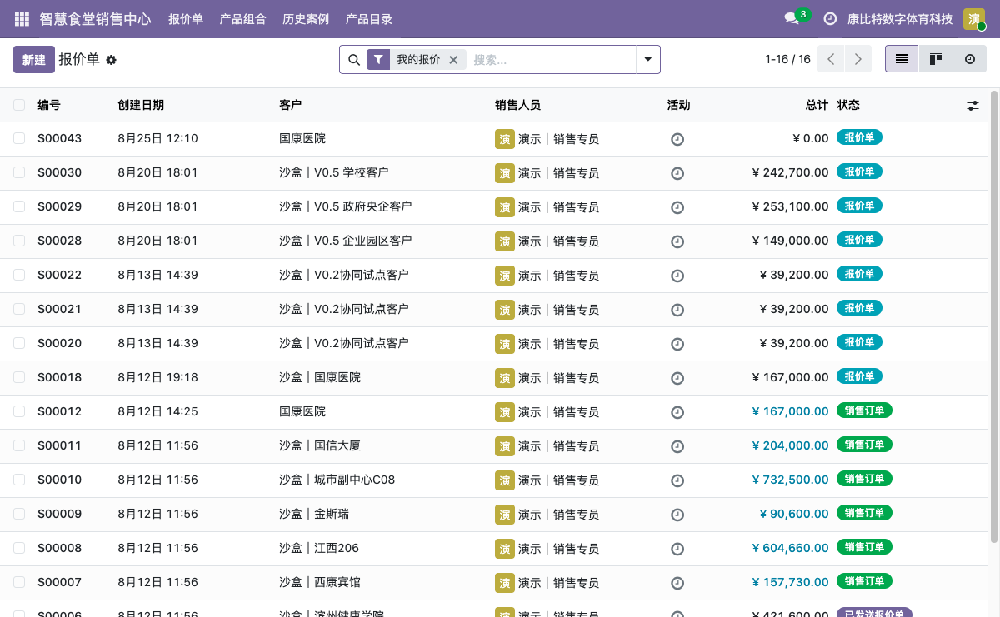 智慧食堂销售中心 报价单 产品组合 历史案例 产品目录 3 康比特数字体育科技 演
新建 报价单 我的报价 搜索... 1-16 / 16
编号 创建日期 客户 销售人员 活动 总计 状态
S00043 8月25日 12:10 国康医院 演 演示｜销售专员 ¥ 0.00 报价单
S00030 8月20日 18:01 沙盒｜V0.5 学校客户 演 演示｜销售专员 ¥ 242,700.00 报价单
S00029 8月20日 18:01 沙盒｜V0.5 政府央企客户 演 演示｜销售专员 ¥ 253,100.00 报价单
S00028 8月20日 18:01 沙盒｜V0.5 企业园区客户 演 演示｜销售专员 ¥ 149,000.00 报价单
S00022 8月13日 14:39 沙盒｜V0.2协同试点客户 演 演示｜销售专员 ¥ 39,200.00 报价单
S00021 8月13日 14:39 沙盒｜V0.2协同试点客户 演 演示｜销售专员 ¥ 39,200.00 报价单
S00020 8月13日 14:39 沙盒｜V0.2协同试点客户 演 演示｜销售专员 ¥ 39,200.00 报价单
S00018 8月12日 19:18 沙盒｜国康医院 演 演示｜销售专员 ¥ 167,000.00 报价单
S00012 8月12日 14:25 国康医院 演 演示｜销售专员 ¥ 167,000.00 销售订单
S00011 8月12日 11:56 沙盒｜国信大厦 演 演示｜销售专员 ¥ 204,000.00 销售订单
S00010 8月12日 11:56 沙盒｜城市副中心C08 演 演示｜销售专员 ¥ 732,500.00 销售订单
S00009 8月12日 11:56 沙盒｜金斯瑞 演 演示｜销售专员 ¥ 90,600.00 销售订单
S00008 8月12日 11:56 沙盒｜江西206 演 演示｜销售专员 ¥ 604,660.00 销售订单
S00007 8月12日 11:56 沙盒｜西康宾馆 演 演示｜销售专员 ¥ 157,730.00 销售订单
S00006 8月12日 11:56 沙盒｜滨州健康学院 演 演示｜销售专员 ¥ 421,600.00 已发送报价单